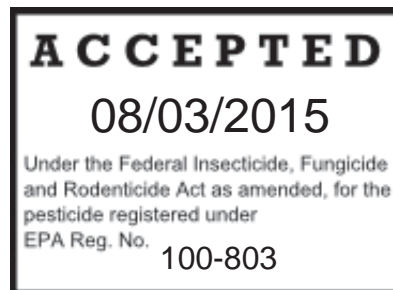 ACCEPTED
08/03/2015
Under the Federal Insecticide, Fungicide
and Rodenticide Act as amended, for the
pesticide registered under
EPA Reg. No. 100-803